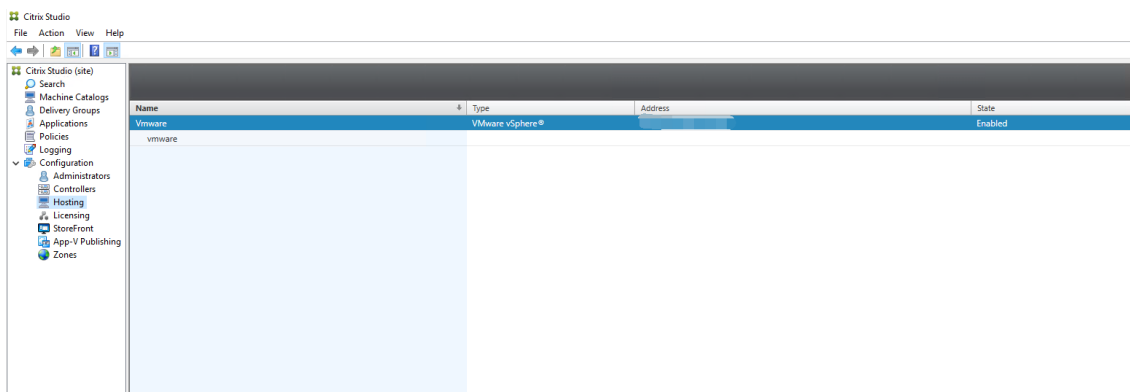 Citrix Studio
File Action View Help
Citrix Studio (site)
Search
Machine Catalogs
Delivery Groups
Applications
Policies
Logging
Configuration
Administrators
Controllers
Hosting
Licensing
StoreFront
App-V Publishing
Zones
Name Type Address State
Vmware VMware vSphere® Enabled
vmware